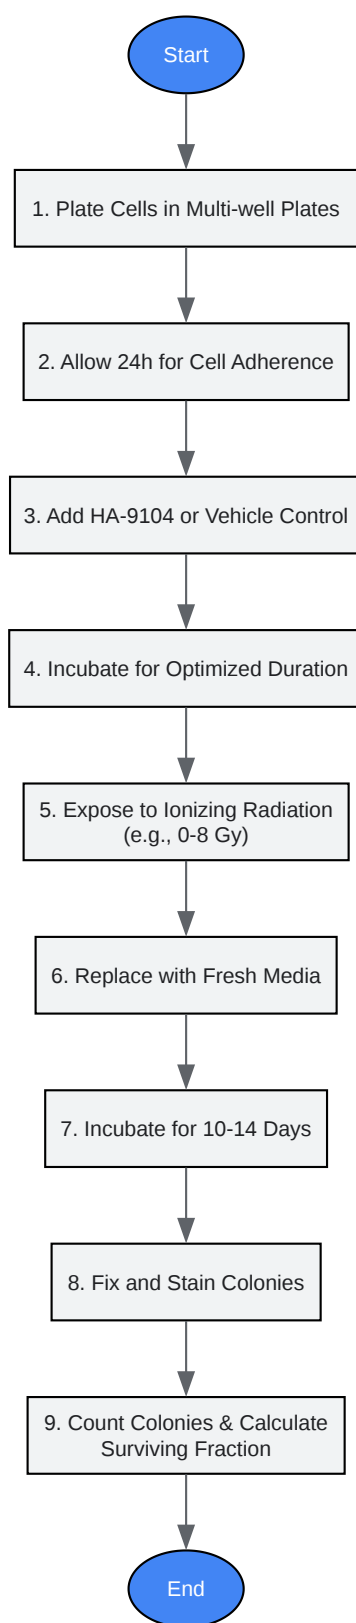 Start
1. Plate Cells in Multi-well Plates
2. Allow 24h for Cell Adherence
3. Add HA-9104 or Vehicle Control
4. Incubate for Optimized Duration
5. Expose to Ionizing Radiation
(e.g., 0-8 Gy)
6. Replace with Fresh Media
7. Incubate for 10-14 Days
8. Fix and Stain Colonies
9. Count Colonies & Calculate
Surviving Fraction
End